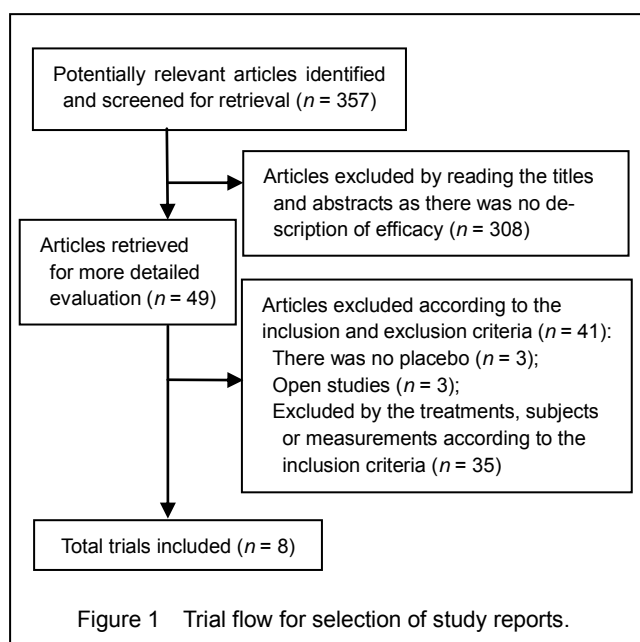 Potentially relevant articles identified
and screened for retrieval (n = 357)
Articles excluded by reading the titles
and abstracts as there was no de-
scription of efficacy (n = 308)
Articles retrieved
for more detailed
evaluation (n = 49)
Articles excluded according to the
inclusion and exclusion criteria (n = 41):
There was no placebo (n = 3);
Open studies (n = 3);
Excluded by the treatments, subjects
or measurements according to the
inclusion criteria (n = 35)
Total trials included (n = 8)
Figure 1 Trial flow for selection of study reports.